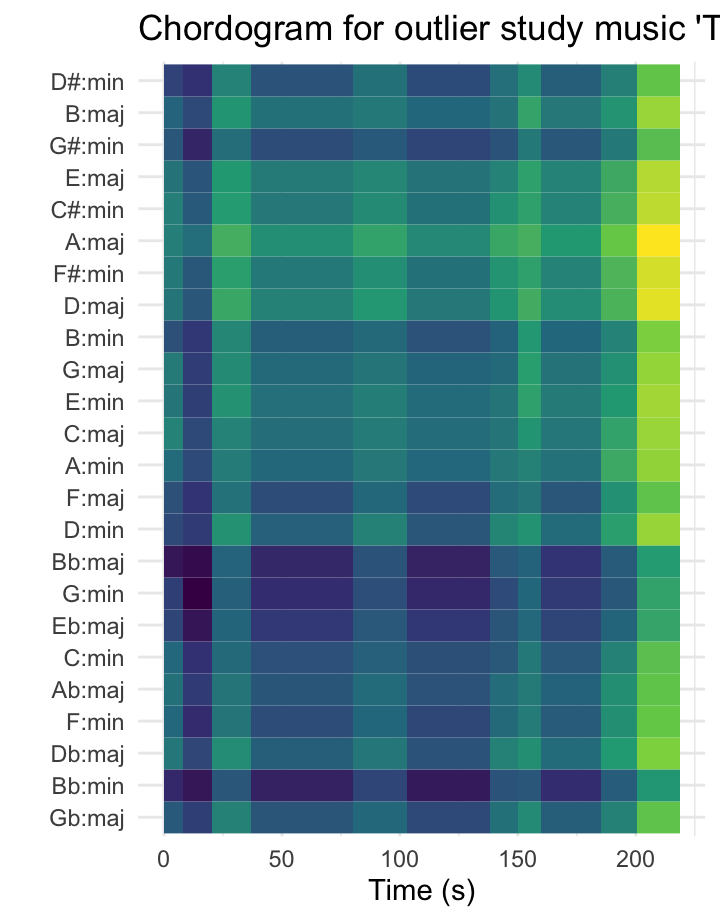 Chordogram for outlier study music 'T
D#:min
B:maj
G#:min
E:maj
C#:min
A:maj
F#:min
D:maj
B:min
G:maj
E:min
C:maj
A:min
F:maj
D:min
Bb:maj
G:min
Eb:maj
C:min
Ab:maj
F:min
Db:maj
Bb:min
Gb:maj
0 50 100 150 200
Time (s)